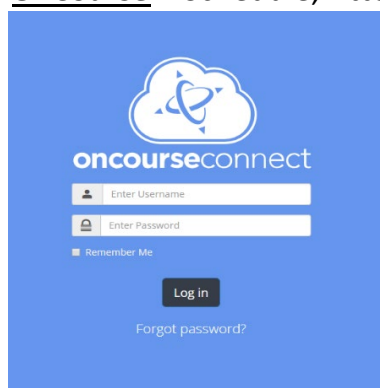 oncourseconnect
Enter Username
Enter Password
Remember Me
Log in
Forgot password?